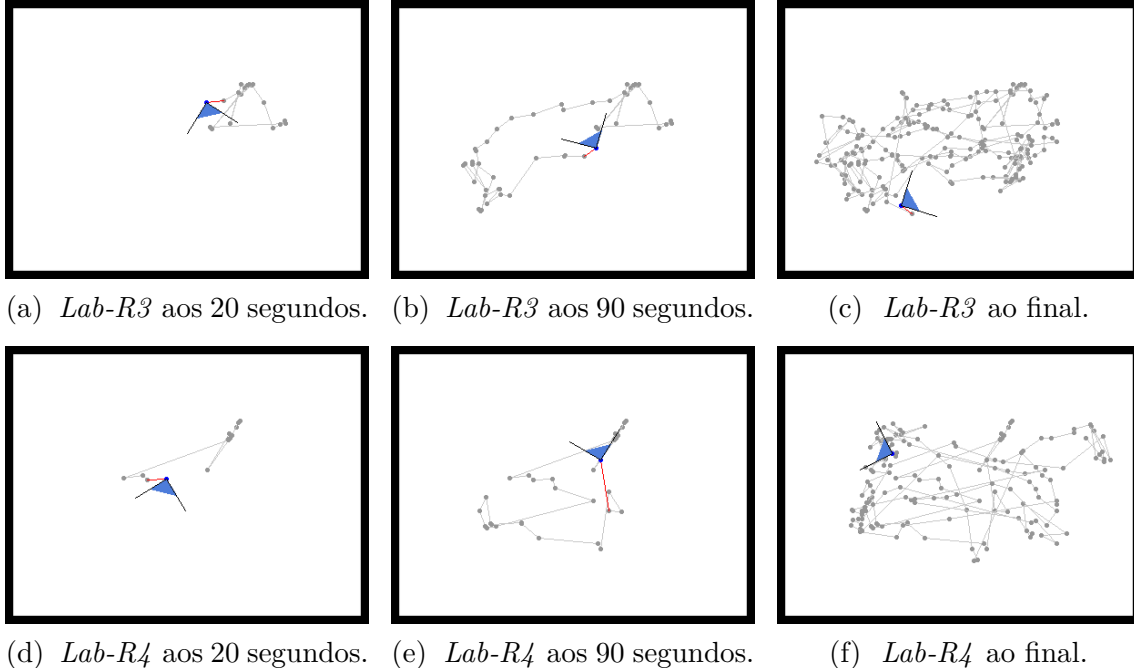 (a) Lab-R3 aos 20 segundos. (b) Lab-R3 aos 90 segundos. (c) Lab-R3 ao final.
(d) Lab-R4 aos 20 segundos. (e) Lab-R4 aos 90 segundos. (f) Lab-R4 ao final.